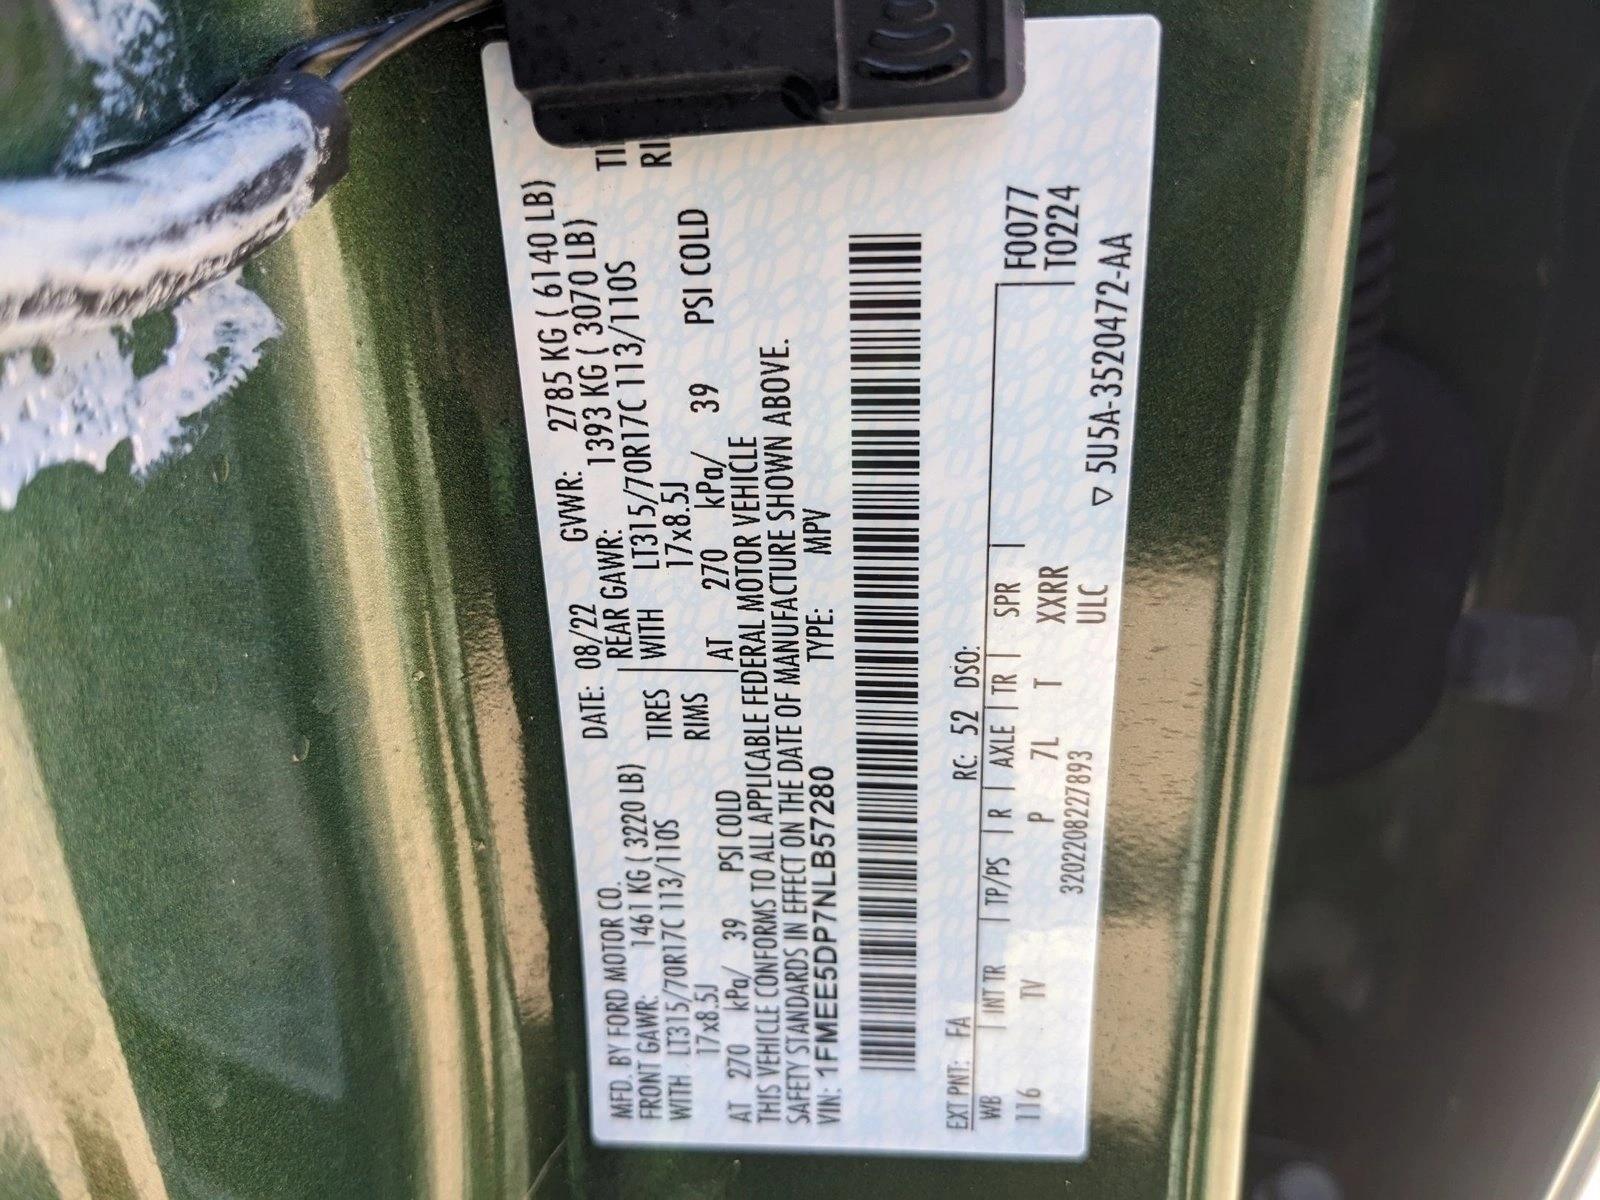 MFD. BY FORD MOTOR CO. DATE: 08/22 GVWR: 2785 KG ( 6140 LB)
FRONT GAWR: 1461 KG ( 3220 LB) REAR GAWR: 1393 KG ( 3070 LB)
WITH LT315/70R17C 113/110S TIRES WITH LT315/70R17C 113/110S TI
17x8.5J RIMS 17x8.5J RI
AT 270 kPa/ 39 PSI COLD AT 270 kPa/ 39 PSI COLD
THIS VEHICLE CONFORMS TO ALL APPLICABLE FEDERAL MOTOR VEHICLE
SAFETY STANDARDS IN EFFECT ON THE DATE OF MANUFACTURE SHOWN ABOVE.
VIN: 1FMEE5DP7NLB57280 TYPE: MPV
EXT PNT: FA RC: 52 DSO:
WB INT TR TP/PS R AXLE TR SPR F0077
116 TV P 7L T XXRR T0224
3202208227893 ULC
▽ 5U5A-3520472-AA